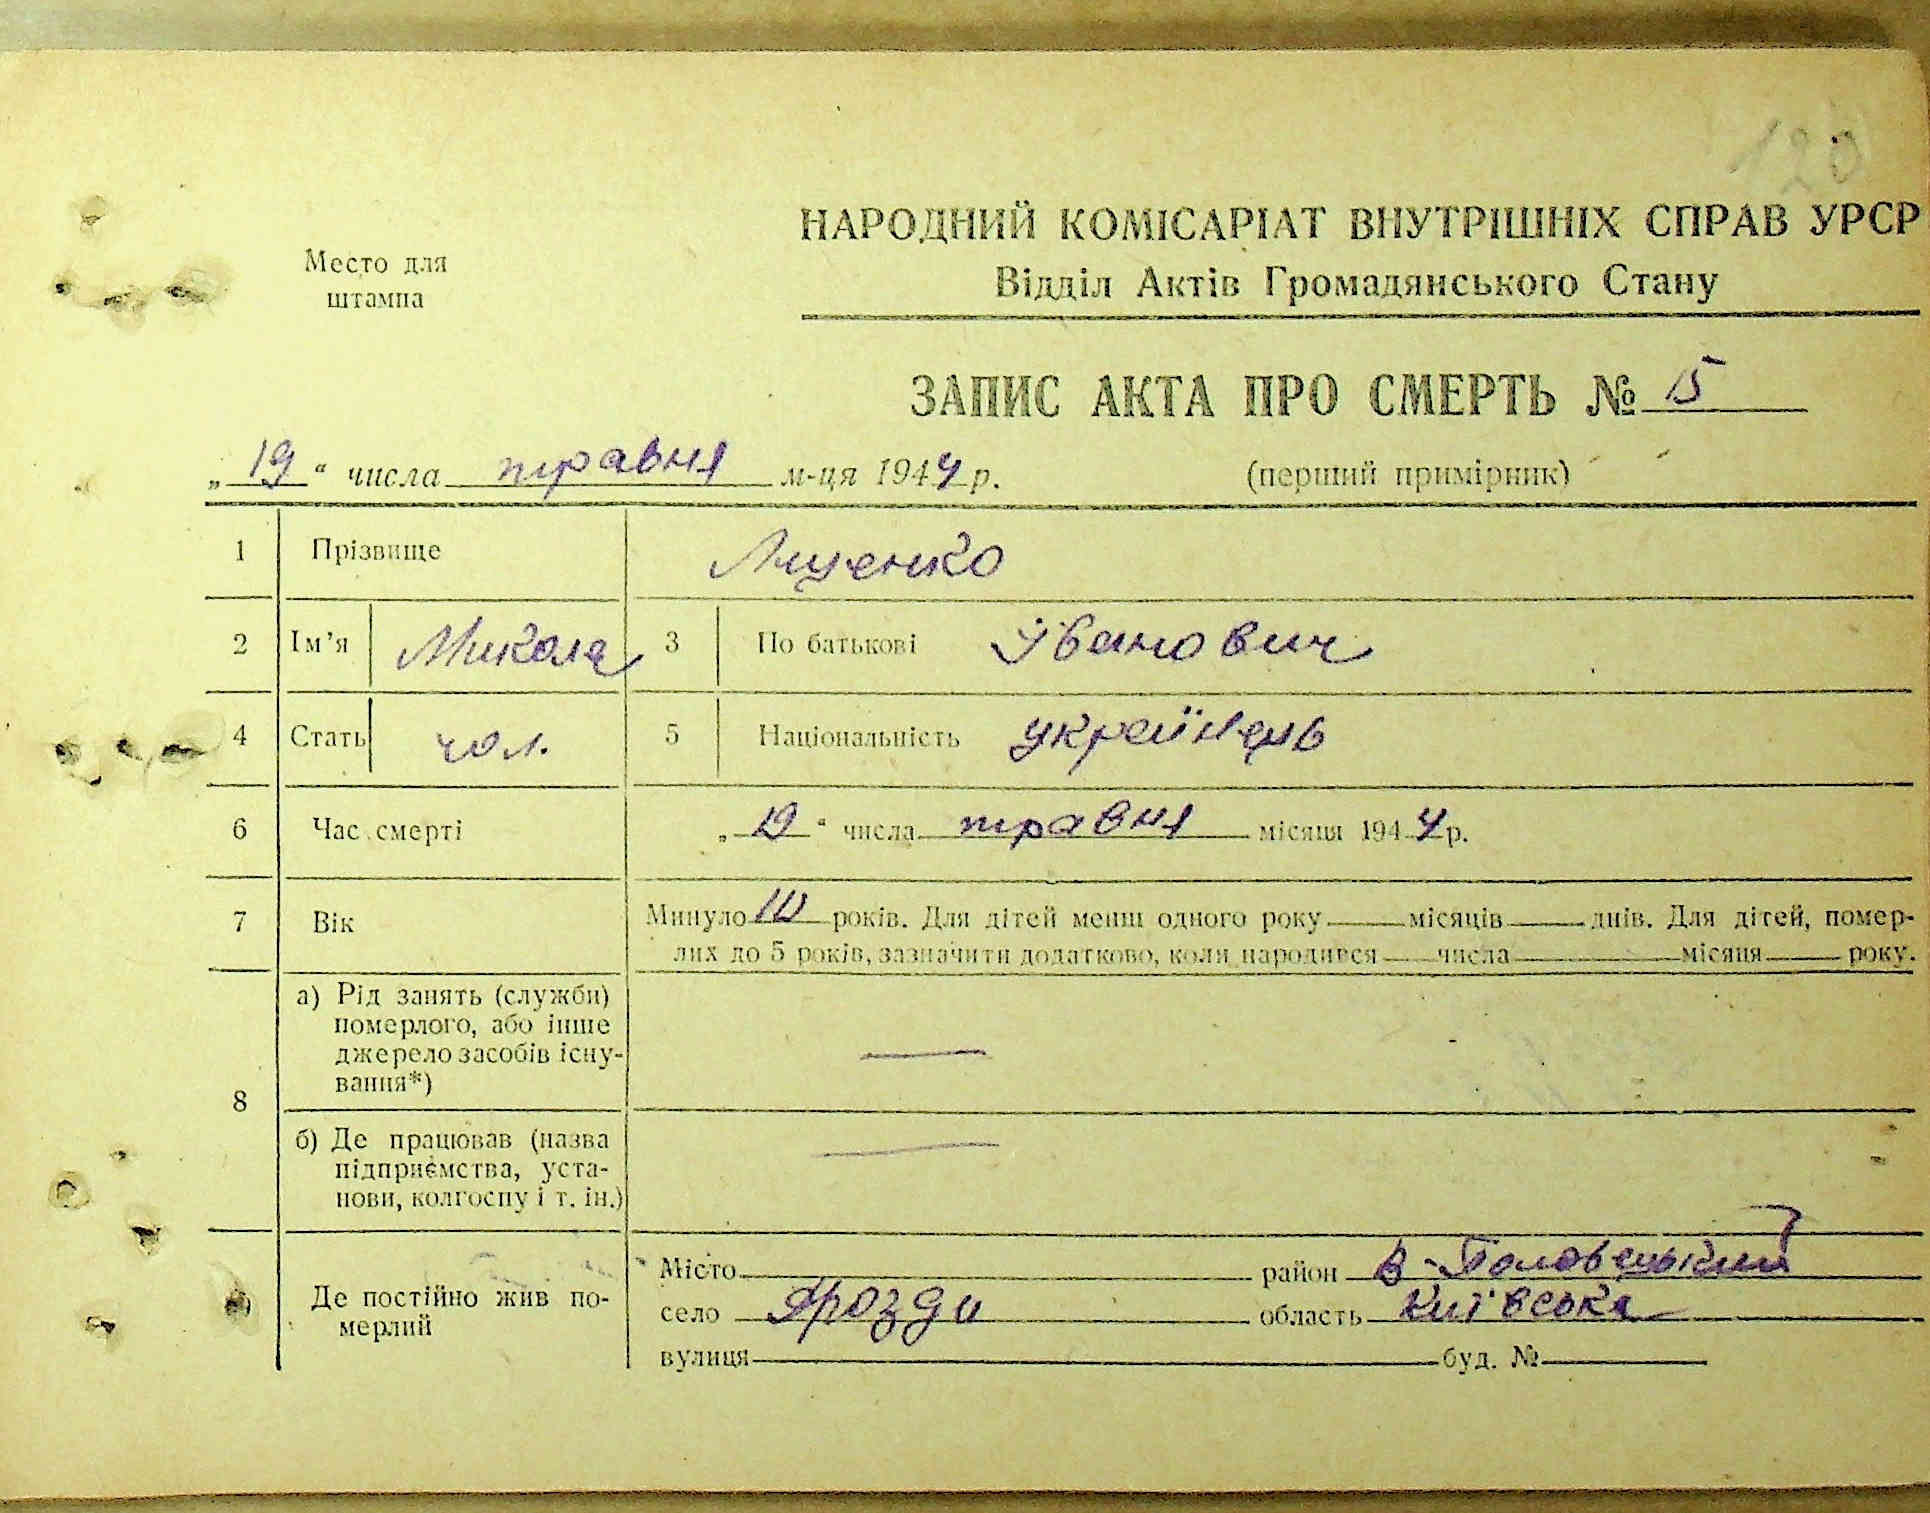 120
НАРОДНИЙ КОМІСАРІАТ ВНУТРІШНІХ СПРАВ УРСР
Место для
штампа
Відділ Актів Громадянського Стану
ЗАПИС АКТА ПРО СМЕРТЬ № 15
„ 19 “ числа травня м-ця 1944 р.
(перший примірник)
1 Прізвище Ляценко
2 Ім’я Микола 3 По батькові Іванович
4 Стать чол. 5 Національність українець
6 Час смерті „ 19 “ числа травня місяця 1944 р.
7 Вік Минуло 10 років. Для дітей менш одного року місяців днів. Для дітей, помер-
лих до 5 років, зазначити додатково, коли народився числа місяця року.
8 а) Рід занять (служби)
померлого, або інше
джерело засобів існу-
вання*)
—
б) Де працював (назва
підприємства, уста-
нови, колгоспу і т. ін.)
—
Де постійно жив по-
мерлий
Місто район В-Половецький
село Дрозди область Київська
вулиця буд. №